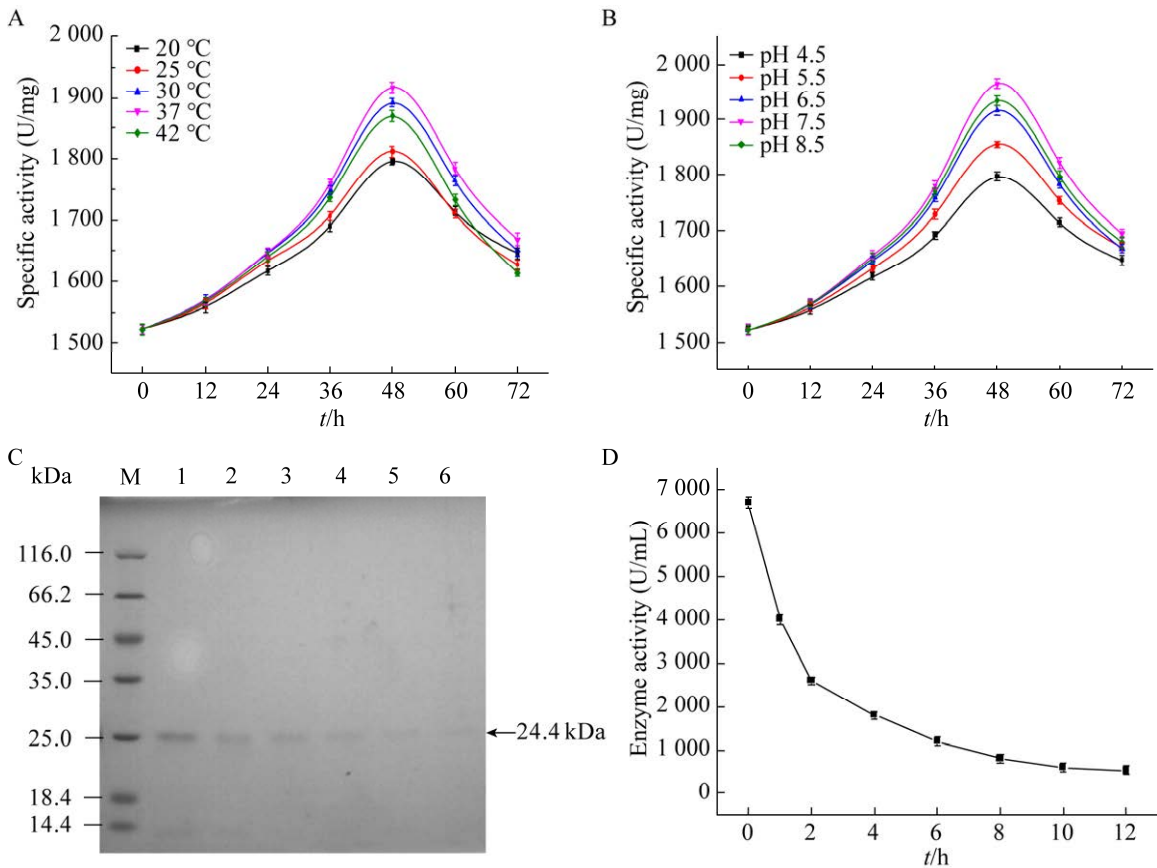 A
Specific activity (U/mg)
2 000
1 900
1 800
1 700
1 600
1 500
20 °C
25 °C
30 °C
37 °C
42 °C
0 12 24 36 48 60 72
t/h
B
Specific activity (U/mg)
2 000
1 900
1 800
1 700
1 600
1 500
pH 4.5
pH 5.5
pH 6.5
pH 7.5
pH 8.5
0 12 24 36 48 60 72
t/h
C
kDa M 1 2 3 4 5 6
116.0
66.2
45.0
35.0
25.0
18.4
14.4
24.4 kDa
D
Enzyme activity (U/mL)
7 000
6 000
5 000
4 000
3 000
2 000
1 000
0
0 2 4 6 8 10 12
t/h